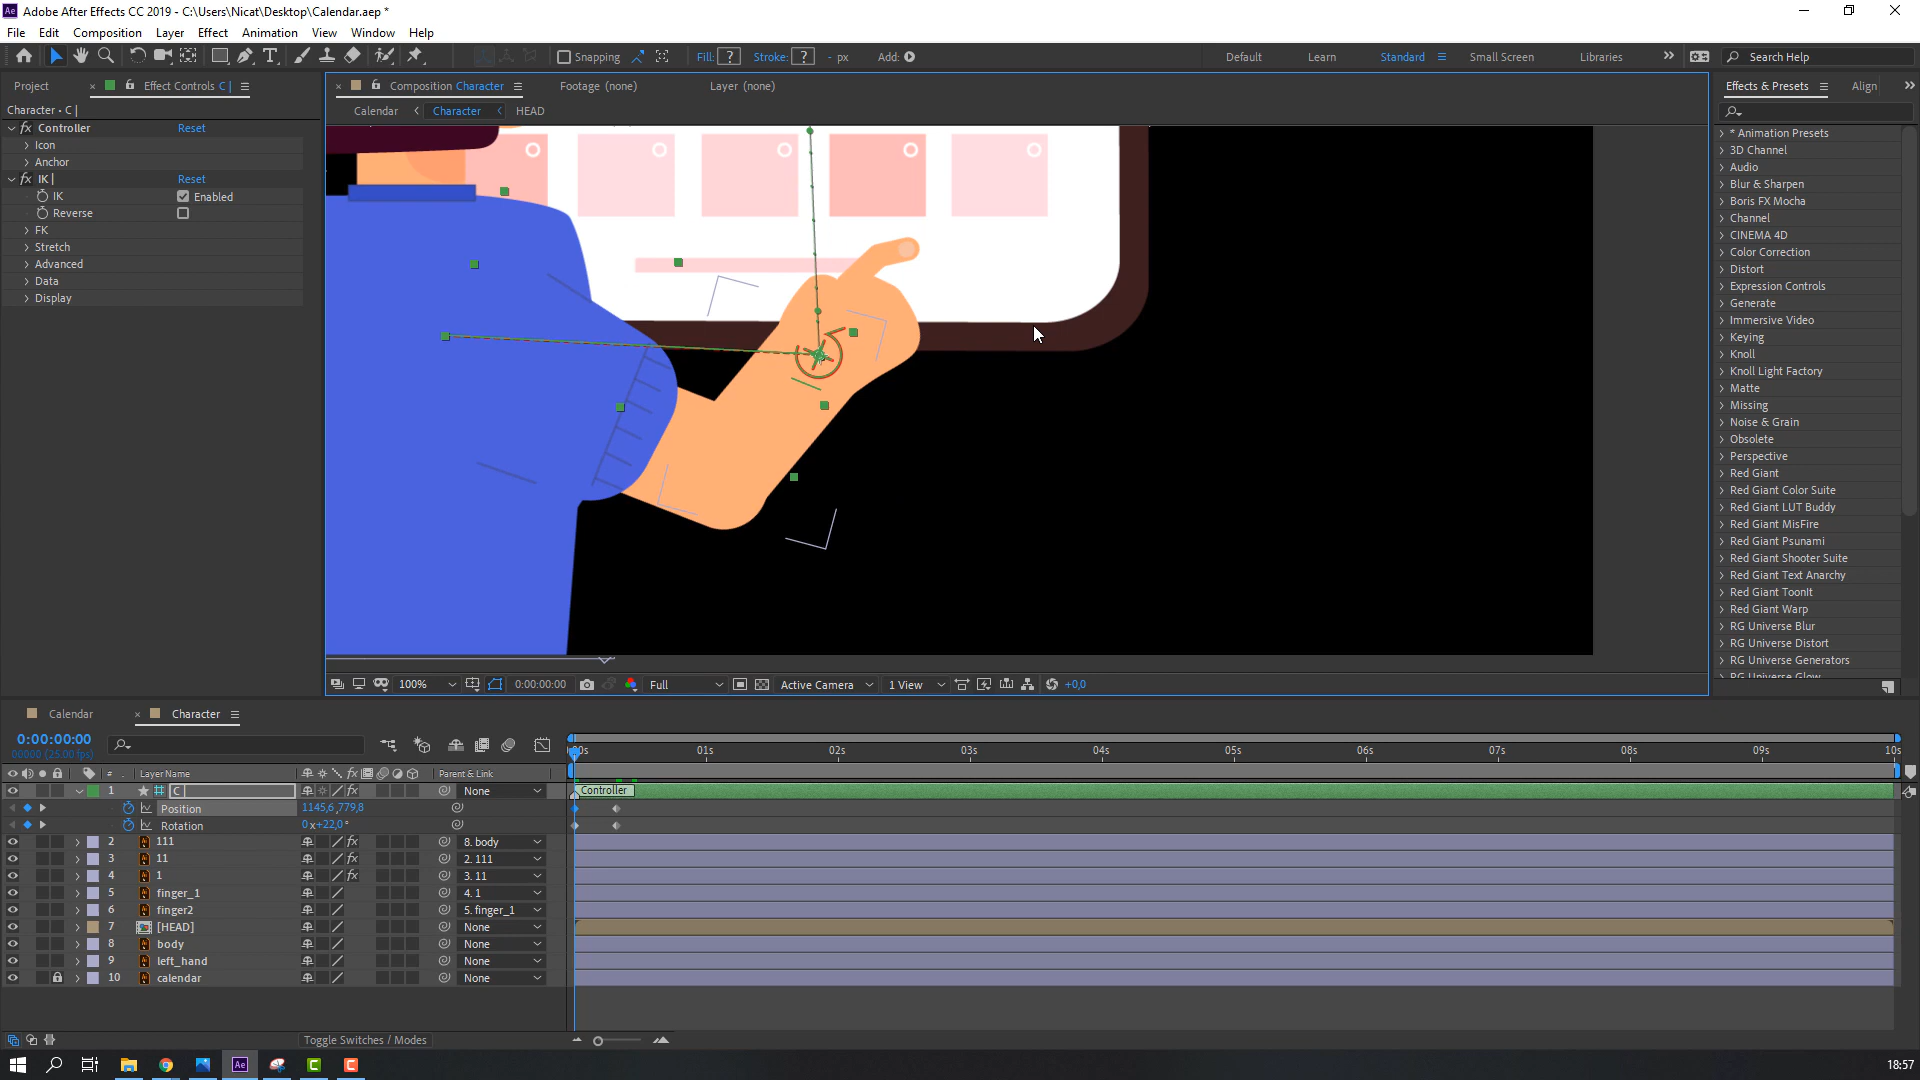 Adobe After Effects CC 2019 - C:\Users\Nicat\Desktop\Calendar.aep *
File Edit Composition Layer Effect Animation View Window Help
Snapping Fill: ? Stroke: ? - px Add: Default Learn Standard Small Screen Libraries Search Help
Project Effect Controls C | Composition Character Footage (none) Layer (none) Effects & Presets Align
Character • C | Calendar Character HEAD
Controller Reset
Icon
Anchor
IK | Reset
IK Enabled
Reverse
FK
Stretch
Advanced
Data
Display
* Animation Presets
3D Channel
Audio
Blur & Sharpen
Boris FX Mocha
Channel
CINEMA 4D
Color Correction
Distort
Expression Controls
Generate
Immersive Video
Keying
Knoll
Knoll Light Factory
Matte
Missing
Noise & Grain
Obsolete
Perspective
Red Giant
Red Giant Color Suite
Red Giant LUT Buddy
Red Giant MisFire
Red Giant Psunami
Red Giant Shooter Suite
Red Giant Text Anarchy
Red Giant ToonIt
Red Giant Warp
RG Universe Blur
RG Universe Distort
RG Universe Generators
RG Universe Glow
100% 0:00:00:00 Full Active Camera 1 View +0,0
Calendar Character
0:00:00:00
00000 (25.00 fps)
:00s 01s 02s 03s 04s 05s 06s 07s 08s 09s 10s
# Layer Name fx Parent & Link
1 C | None Controller
Position 1145,6 ,779,8
Rotation 0 x+22,0 °
2 111 8. body
3 11 2. 111
4 1 3. 11
5 finger_1 4. 1
6 finger2 5. finger_1
7 [HEAD] None
8 body None
9 left_hand None
10 calendar None
Toggle Switches / Modes
18:57